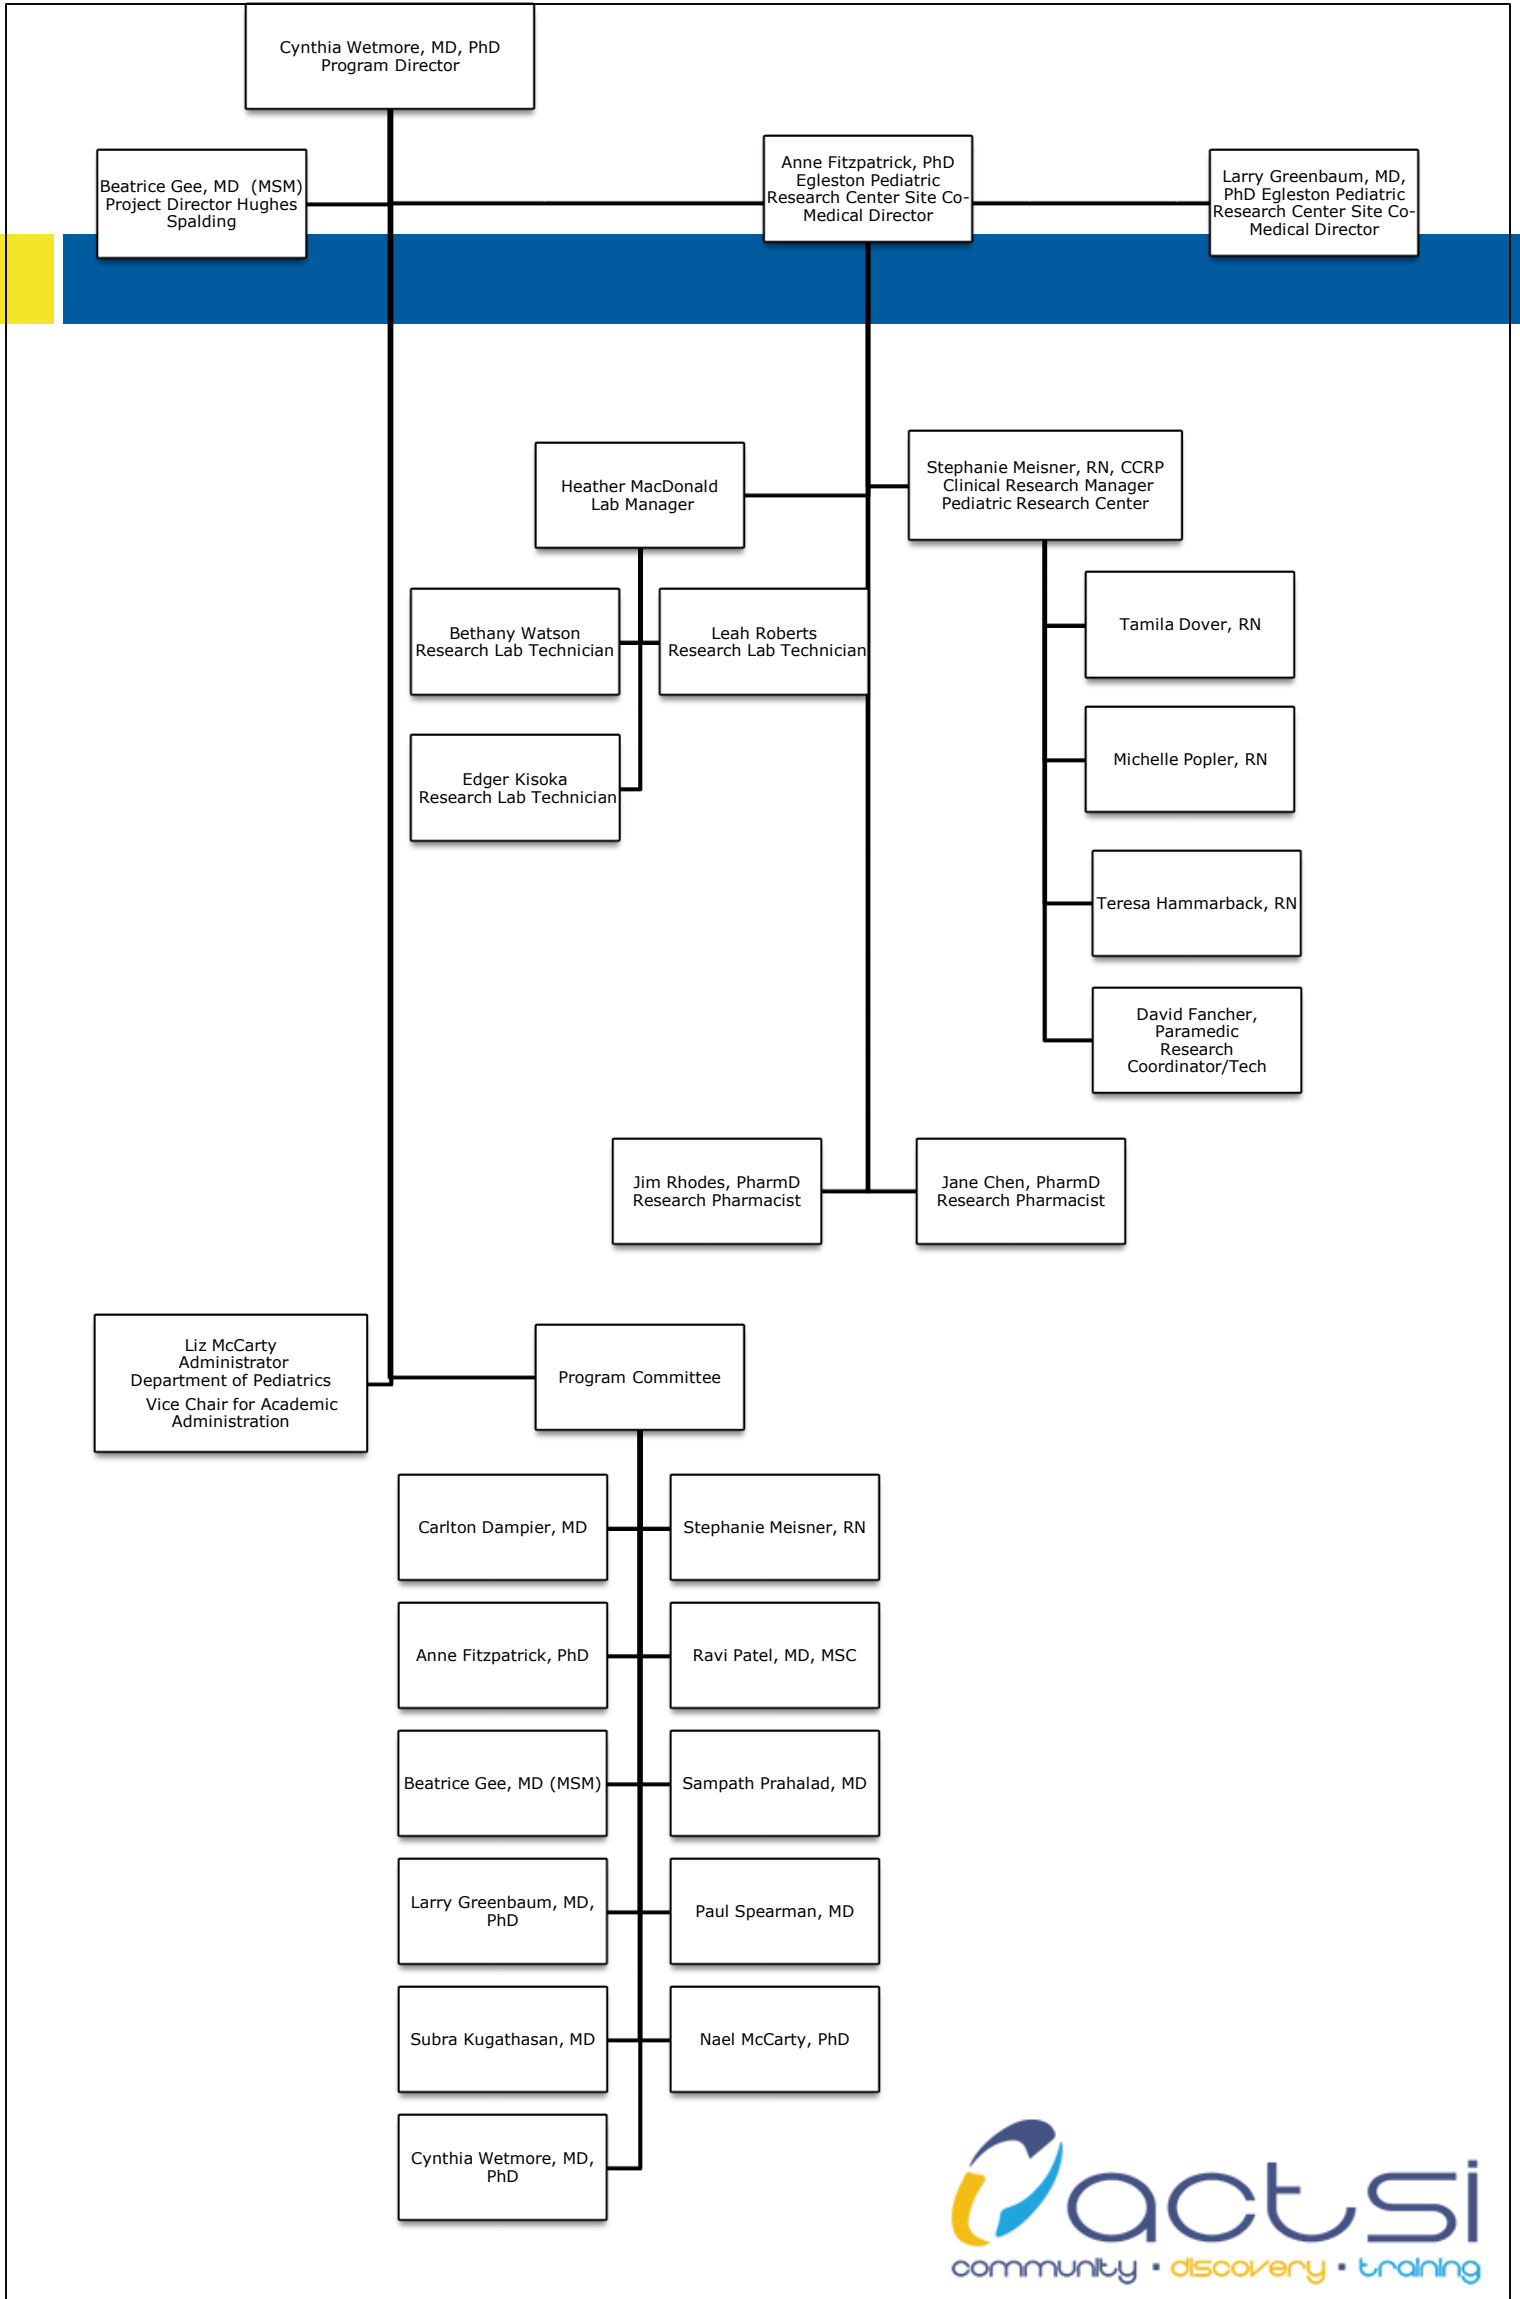 Cynthia Wetmore, MD, PhD
Program Director
Beatrice Gee, MD (MSM)
Project Director Hughes
Spalding
Anne Fitzpatrick, PhD
Egleston Pediatric
Research Center Site Co-
Medical Director
Larry Greenbaum, MD,
PhD Egleston Pediatric
Research Center Site Co-
Medical Director
Heather MacDonald
Lab Manager
Stephanie Meisner, RN, CCRP
Clinical Research Manager
Pediatric Research Center
Bethany Watson
Research Lab Technician
Leah Roberts
Research Lab Technician
Tamila Dover, RN
Michelle Popler, RN
Edger Kisoka
Research Lab Technician
Teresa Hammarback, RN
David Fancher,
Paramedic
Research
Coordinator/Tech
Jim Rhodes, PharmD
Research Pharmacist
Jane Chen, PharmD
Research Pharmacist
Liz McCarty
Administrator
Department of Pediatrics
Vice Chair for Academic
Administration
Program Committee
Carlton Dampier, MD
Stephanie Meisner, RN
Anne Fitzpatrick, PhD
Ravi Patel, MD, MSC
Beatrice Gee, MD (MSM)
Sampath Prahalad, MD
Larry Greenbaum, MD,
PhD
Paul Spearman, MD
Subra Kugathasan, MD
Nael McCarty, PhD
Cynthia Wetmore, MD,
PhD
actsi
community • discovery • training